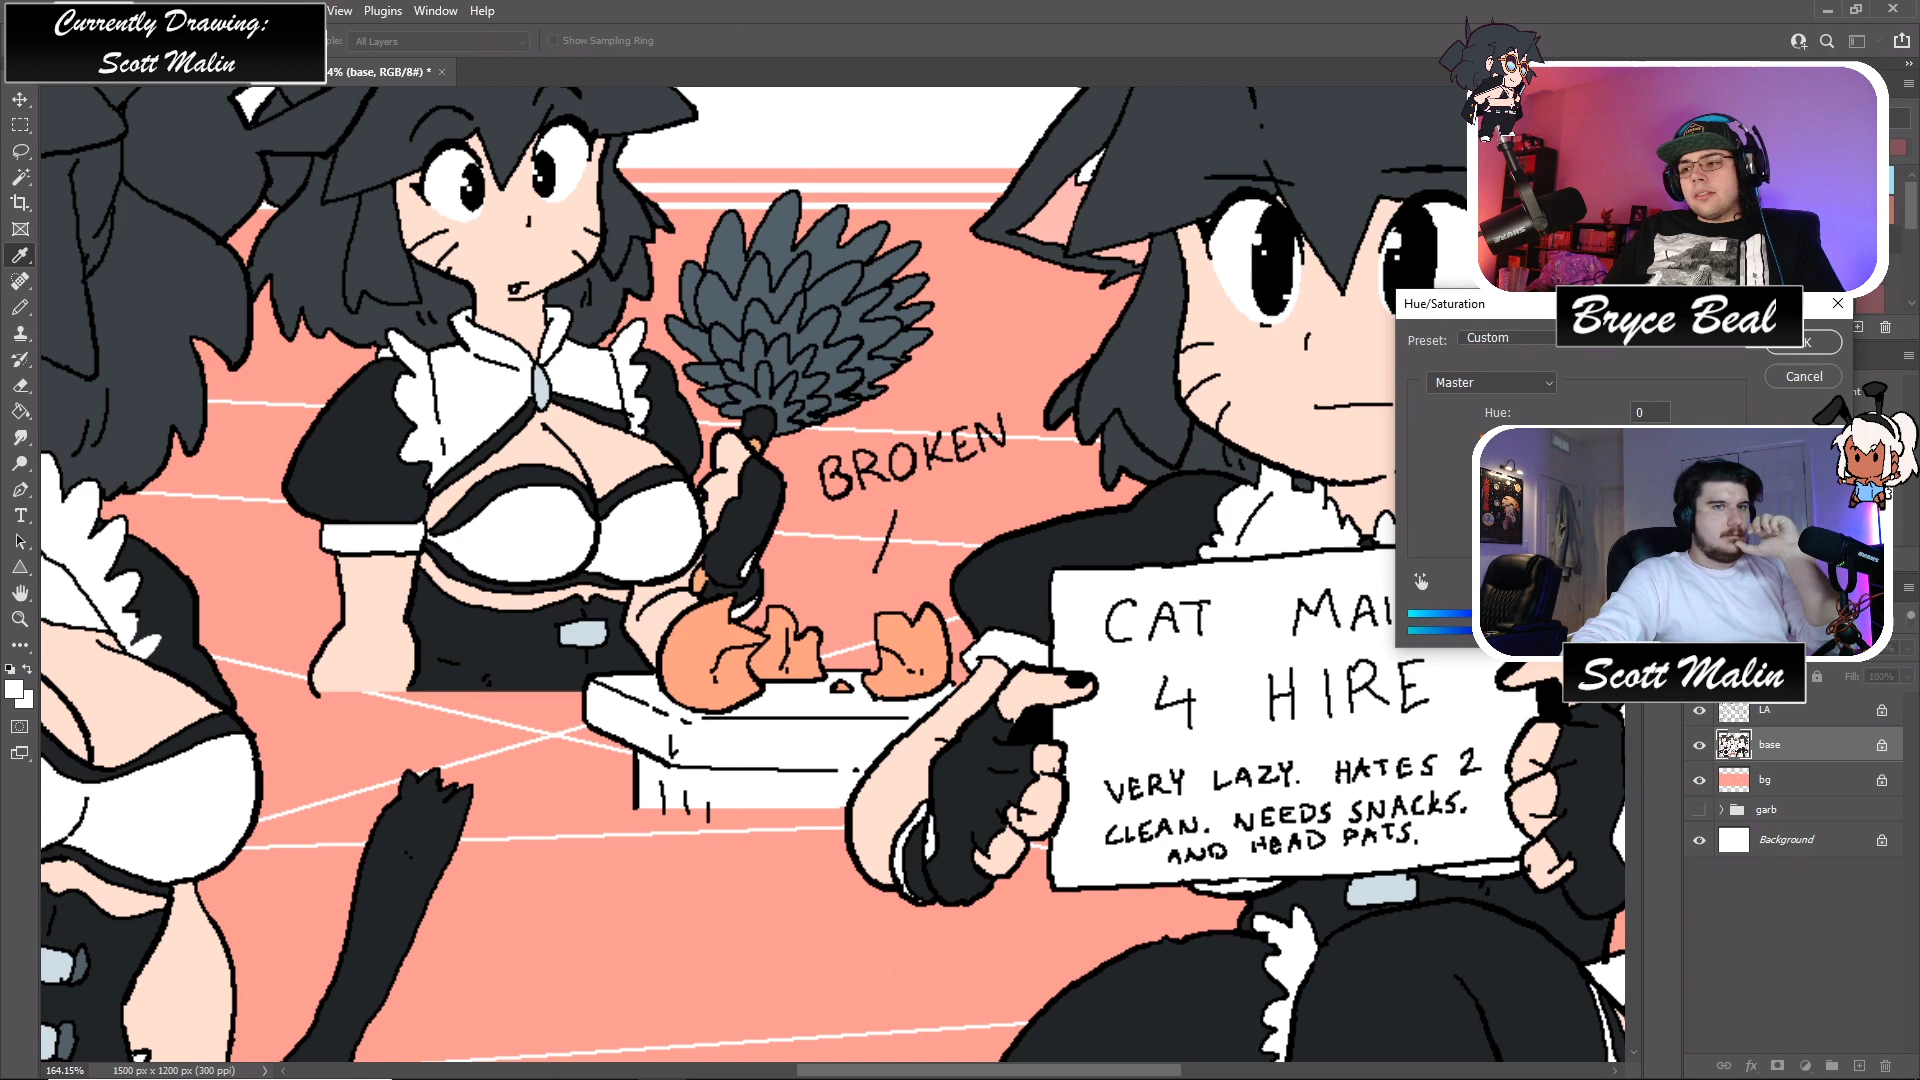 Currently Drawing:
Scott Malin
View Plugins Window Help
All Layers
Show Sampling Ring
4% (base, RGB/8#) *
BROKEN
CAT MAI
4 HIRE
VERY LAZY. HATES 2
CLEAN. NEEDS SNACKS.
AND HEAD PATS.
Bryce Beal
Hue/Saturation
Preset: Custom
K
Cancel
Master
Hue: 0
Scott Malin
Fill: 100%
LA
base
bg
garb
Background
164.15% 1500 px x 1200 px (300 ppi)